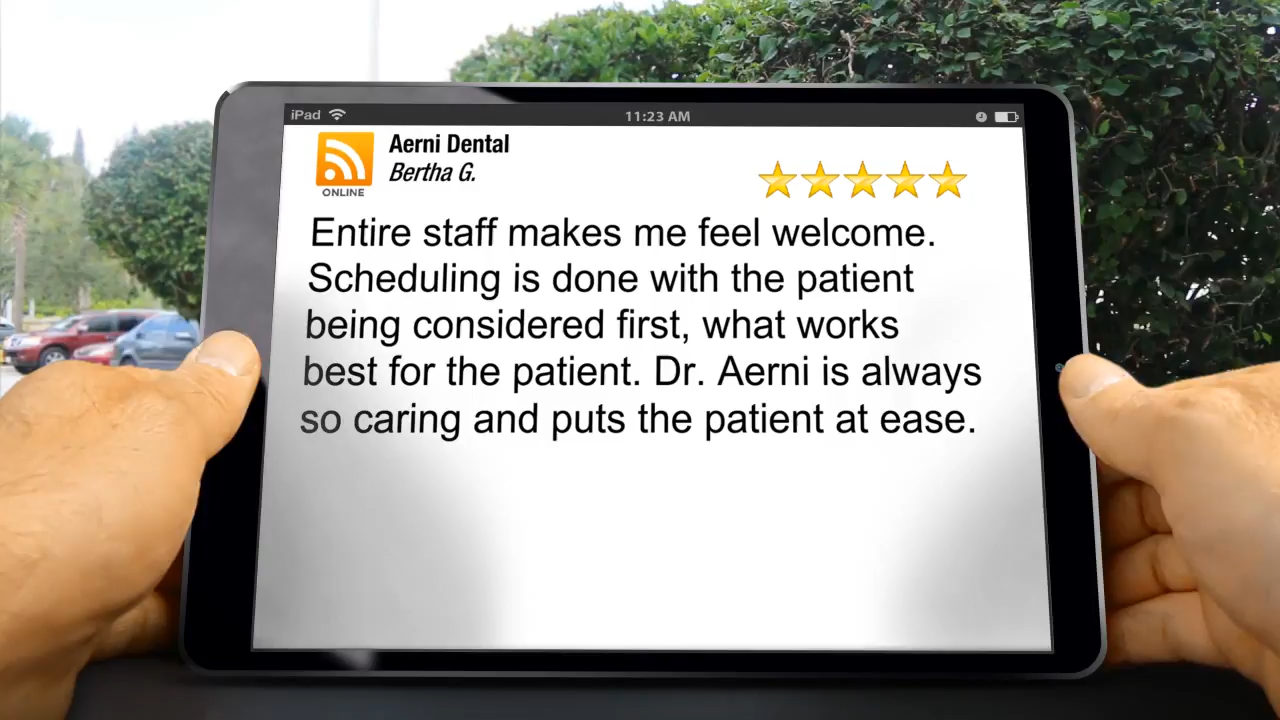 iPad 11:23 AM
Aerni Dental
Bertha G.
ONLINE
Entire staff makes me feel welcome.
Scheduling is done with the patient
being considered first, what works
best for the patient. Dr. Aerni is always
so caring and puts the patient at ease.